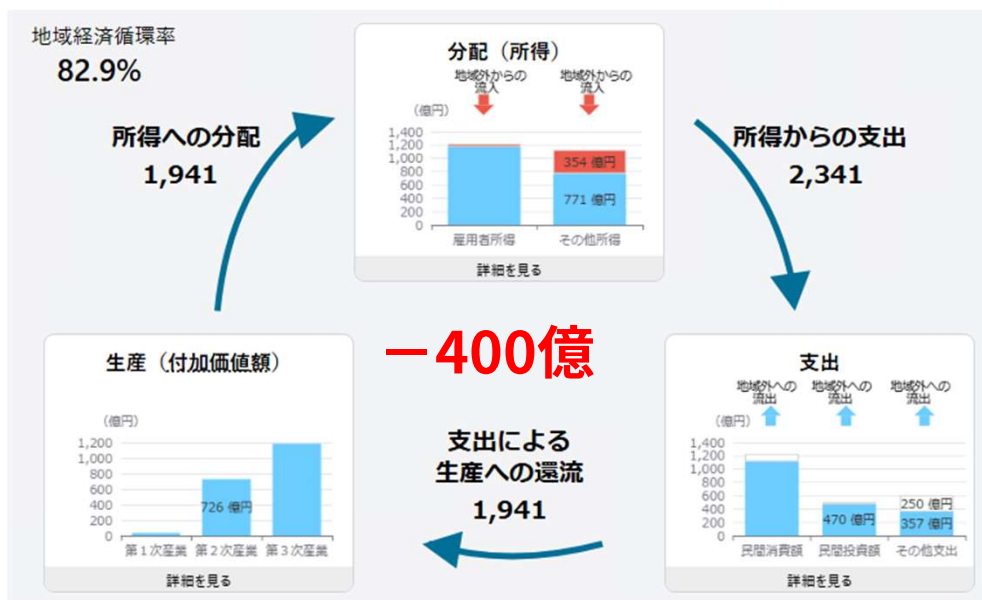 地域経済循環率
82.9%
所得への分配
1,941
分配（所得）
地域外からの
流入
地域外からの
流入
（億円）
1,400
1,200
1,000
800
600
400
200
0
354 億円
771 億円
雇用者所得
その他所得
詳細を見る
所得からの支出
2,341
－400億
生産（付加価値額）
（億円）
1,200
1,000
800
600
400
200
0
726 億円
第1次産業
第2次産業
第3次産業
詳細を見る
支出による
生産への還流
1,941
支出
地域外への
流出
地域外への
流出
地域外への
流出
（億円）
1,400
1,200
1,000
800
600
400
200
0
470 億円
250 億円
357 億円
民間消費額
民間投資額
その他支出
詳細を見る